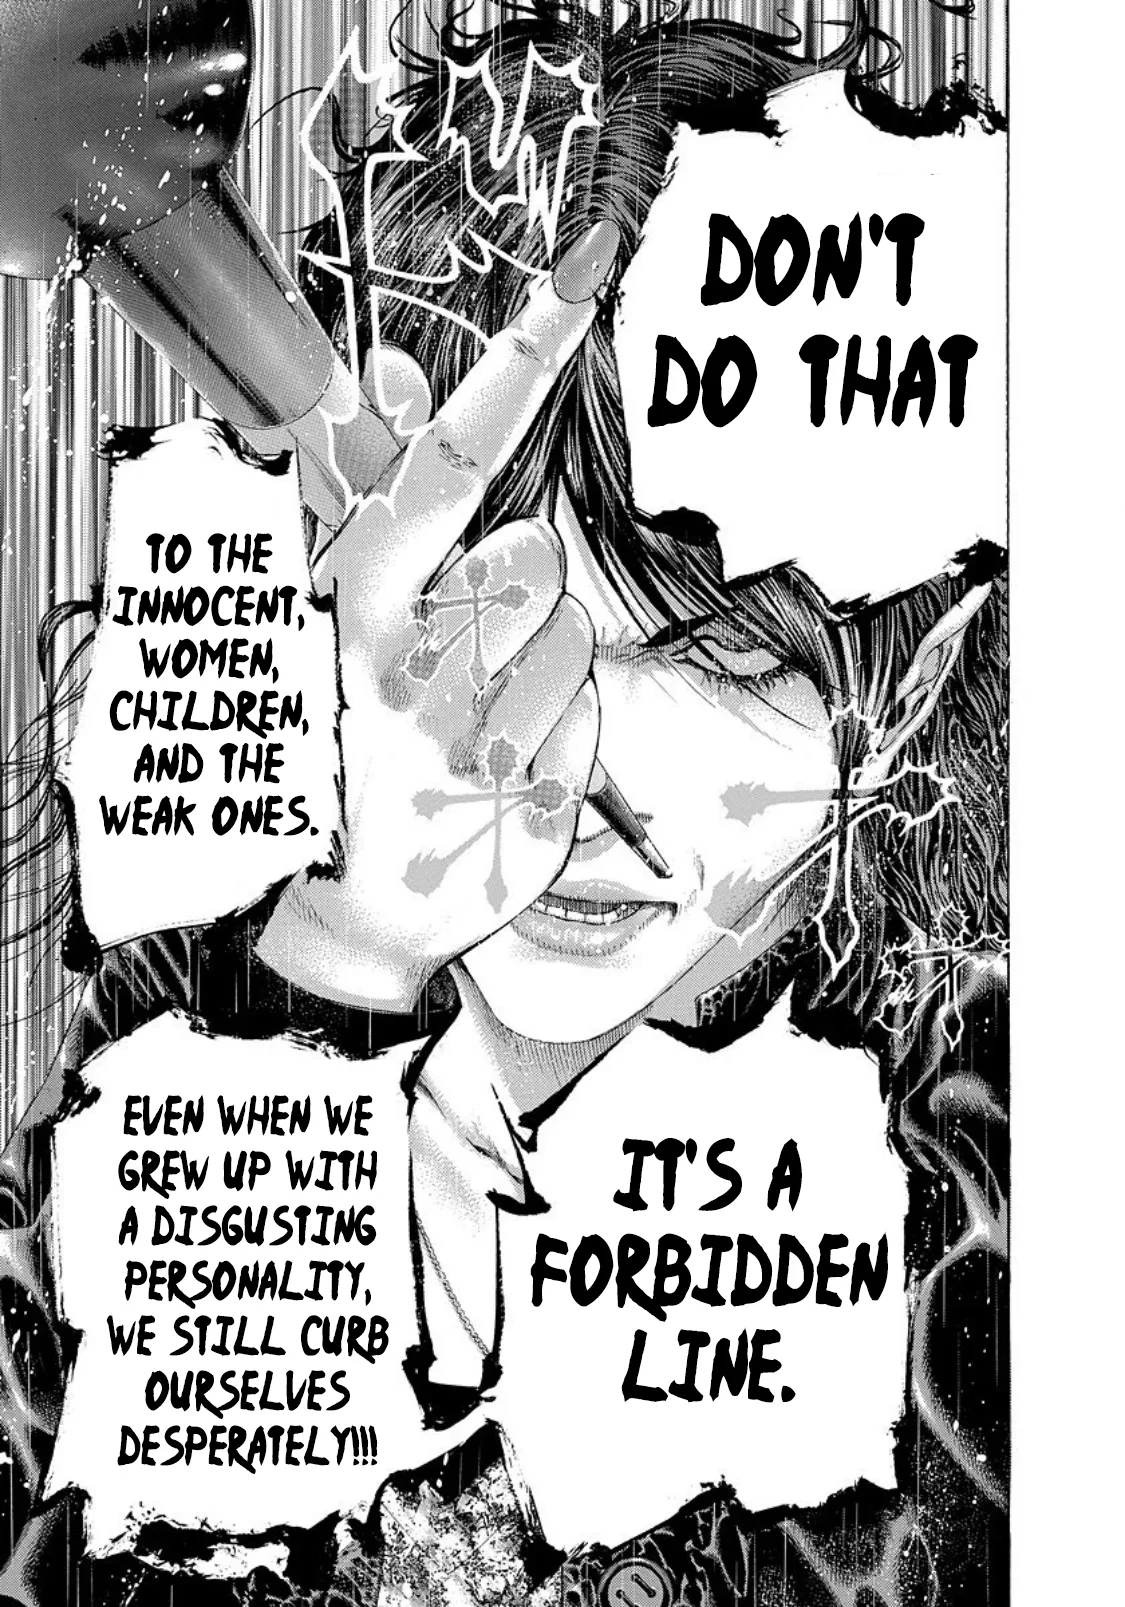 DON'T
DO THAT
TO THE
INNOCENT,
WOMEN,
CHILDREN,
AND THE
WEAK ONES.
IT'S A
FORBIDDEN
LINE.
EVEN WHEN WE
GREW UP WITH
A DISGUSTING
PERSONALITY,
WE STILL CURB
OURSELVES
DESPERATELY!!!